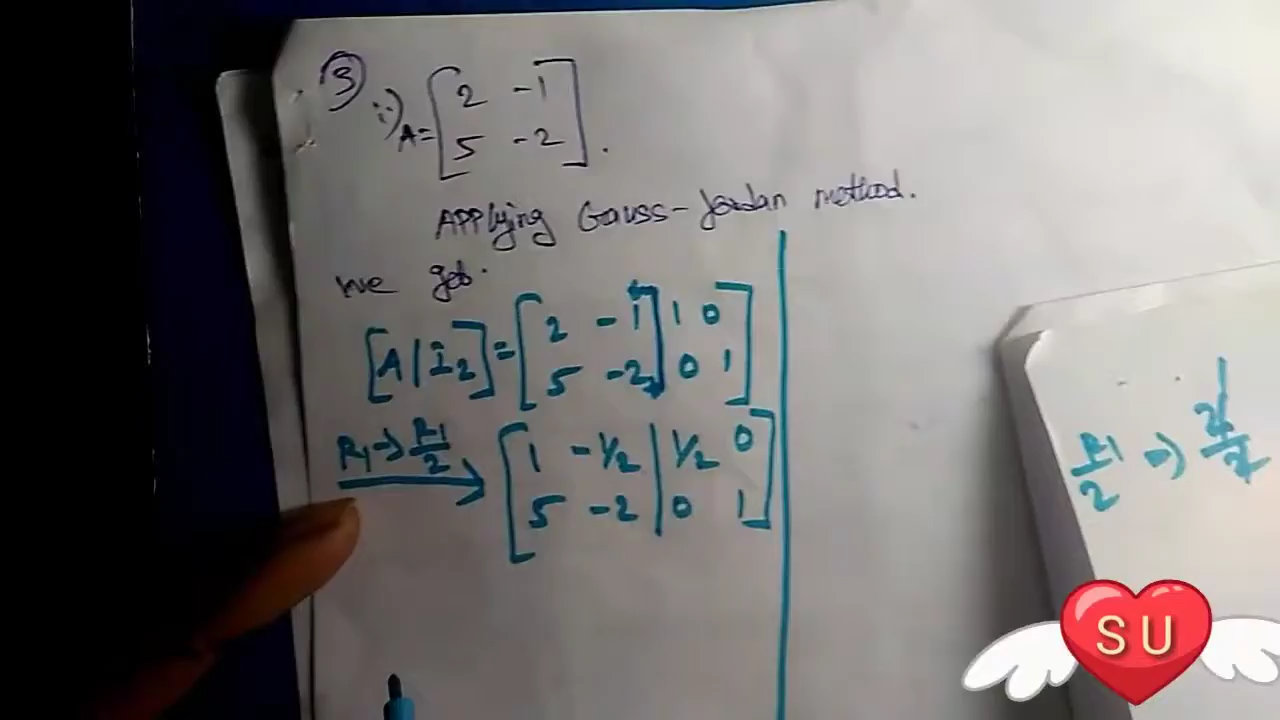 3 i) A = [ 2 -1
5 -2 ].
Applying Gauss-Jordan method.
we get.
[A | I2] = [ 2 -1 | 1 0
5 -2 | 0 1 ]
R1 → R1/2 [ 1 -1/2 | 1/2 0
5 -2 | 0 1 ]
R1/2 → 2/2 1
SU